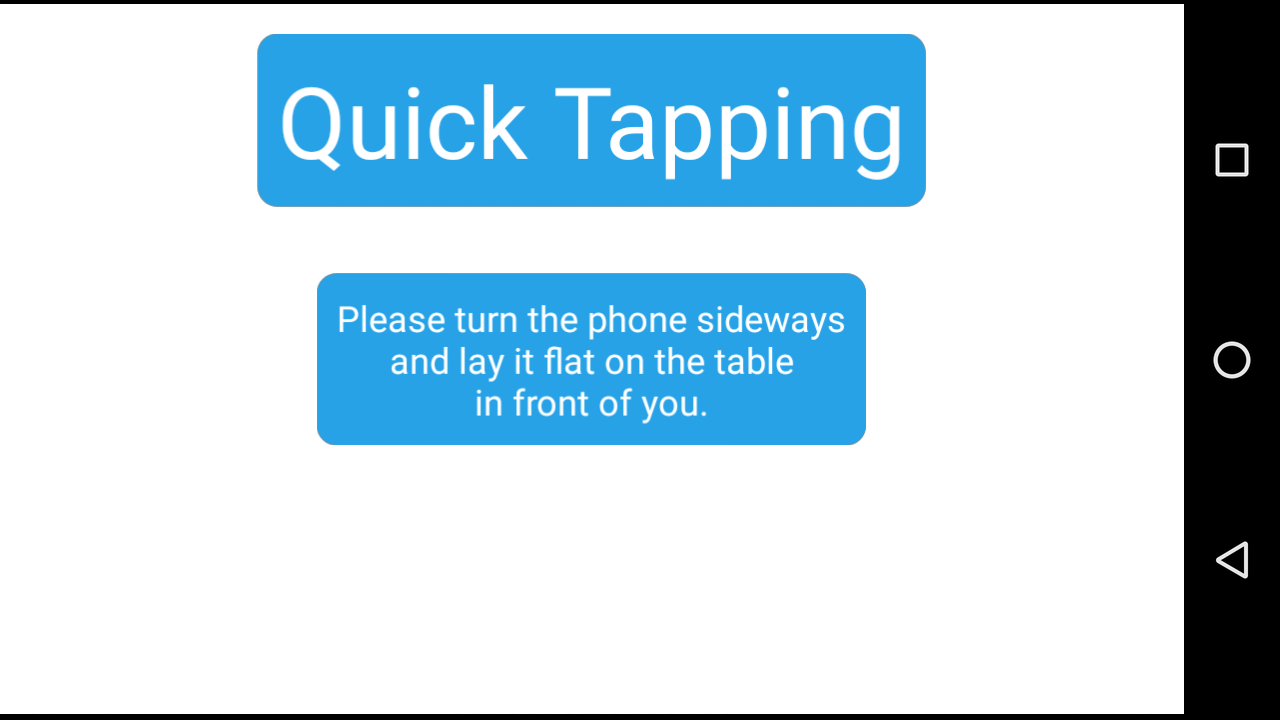 Quick Tapping
Please turn the phone sideways
and lay it flat on the table
in front of you.